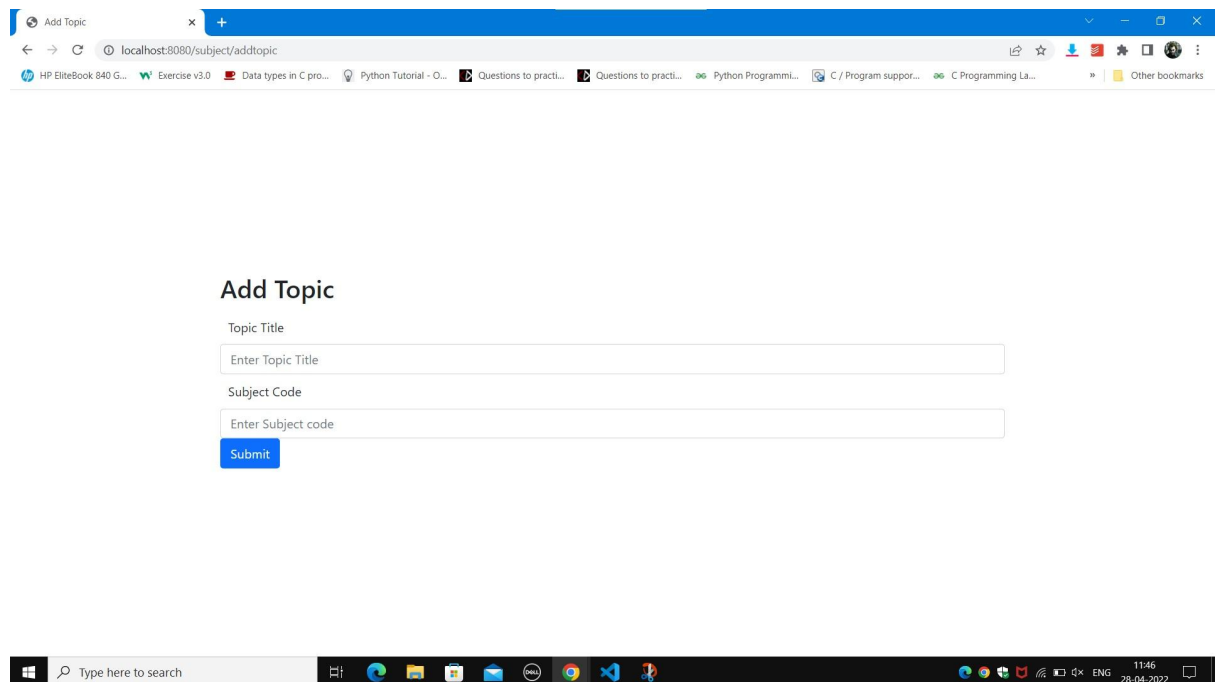 Add Topic
localhost:8080/subject/addtopic
HP EliteBook 840 G... Exercise v3.0 Data types in C pro... Python Tutorial - O... Questions to practi... Questions to practi... Python Programmi... C / Program suppor... C Programming La... » Other bookmarks
Add Topic
Topic Title
Enter Topic Title
Subject Code
Enter Subject code
Submit
Type here to search
DELL
ENG
11:46
28-04-2022